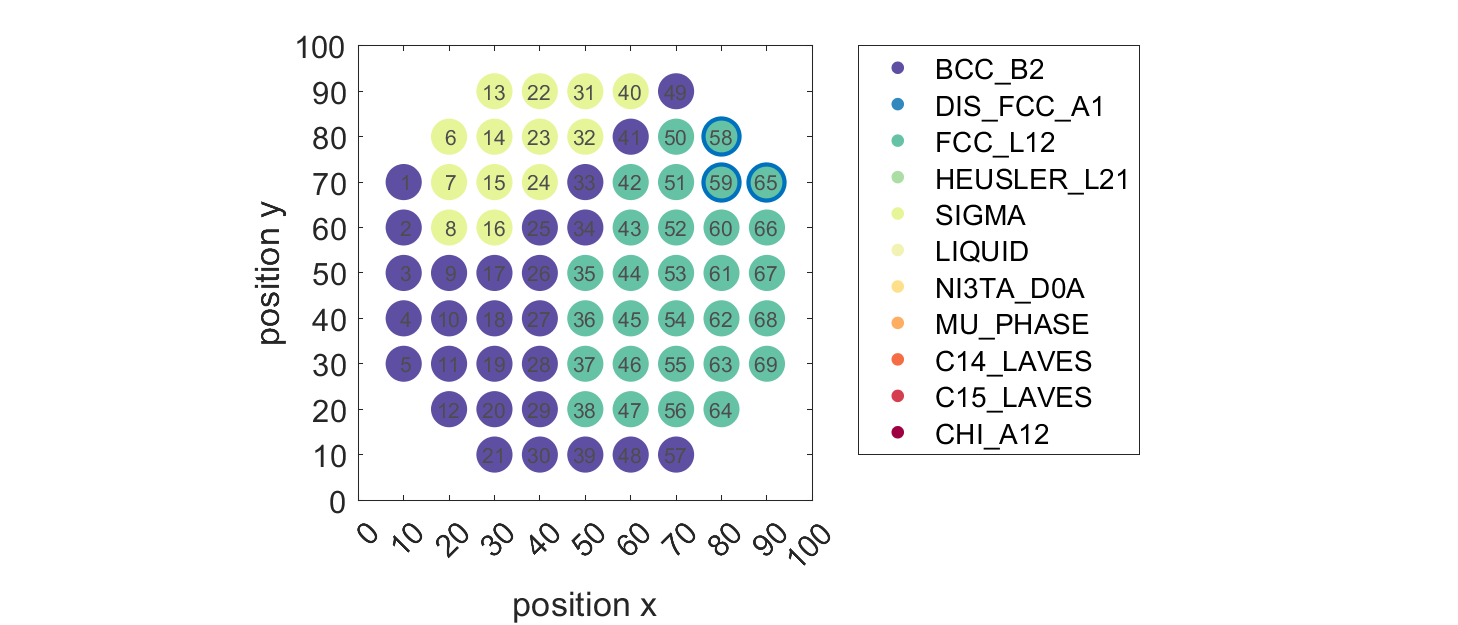 100
90
80
70
60
50
40
30
20
10
0
position y
13 22 31 40 49
6 14 23 32 41 50 58
1 7 15 24 33 42 51 59 65
2 8 16 25 34 43 52 60 66
3 9 17 26 35 44 53 61 67
4 10 18 27 36 45 54 62 68
5 11 19 28 37 46 55 63 69
12 20 29 38 47 56 64
21 30 39 48 57
0 10 20 30 40 50 60 70 80 90 100
position x
BCC_B2
DIS_FCC_A1
FCC_L12
HEUSLER_L21
SIGMA
LIQUID
NI3TA_D0A
MU_PHASE
C14_LAVES
C15_LAVES
CHI_A12